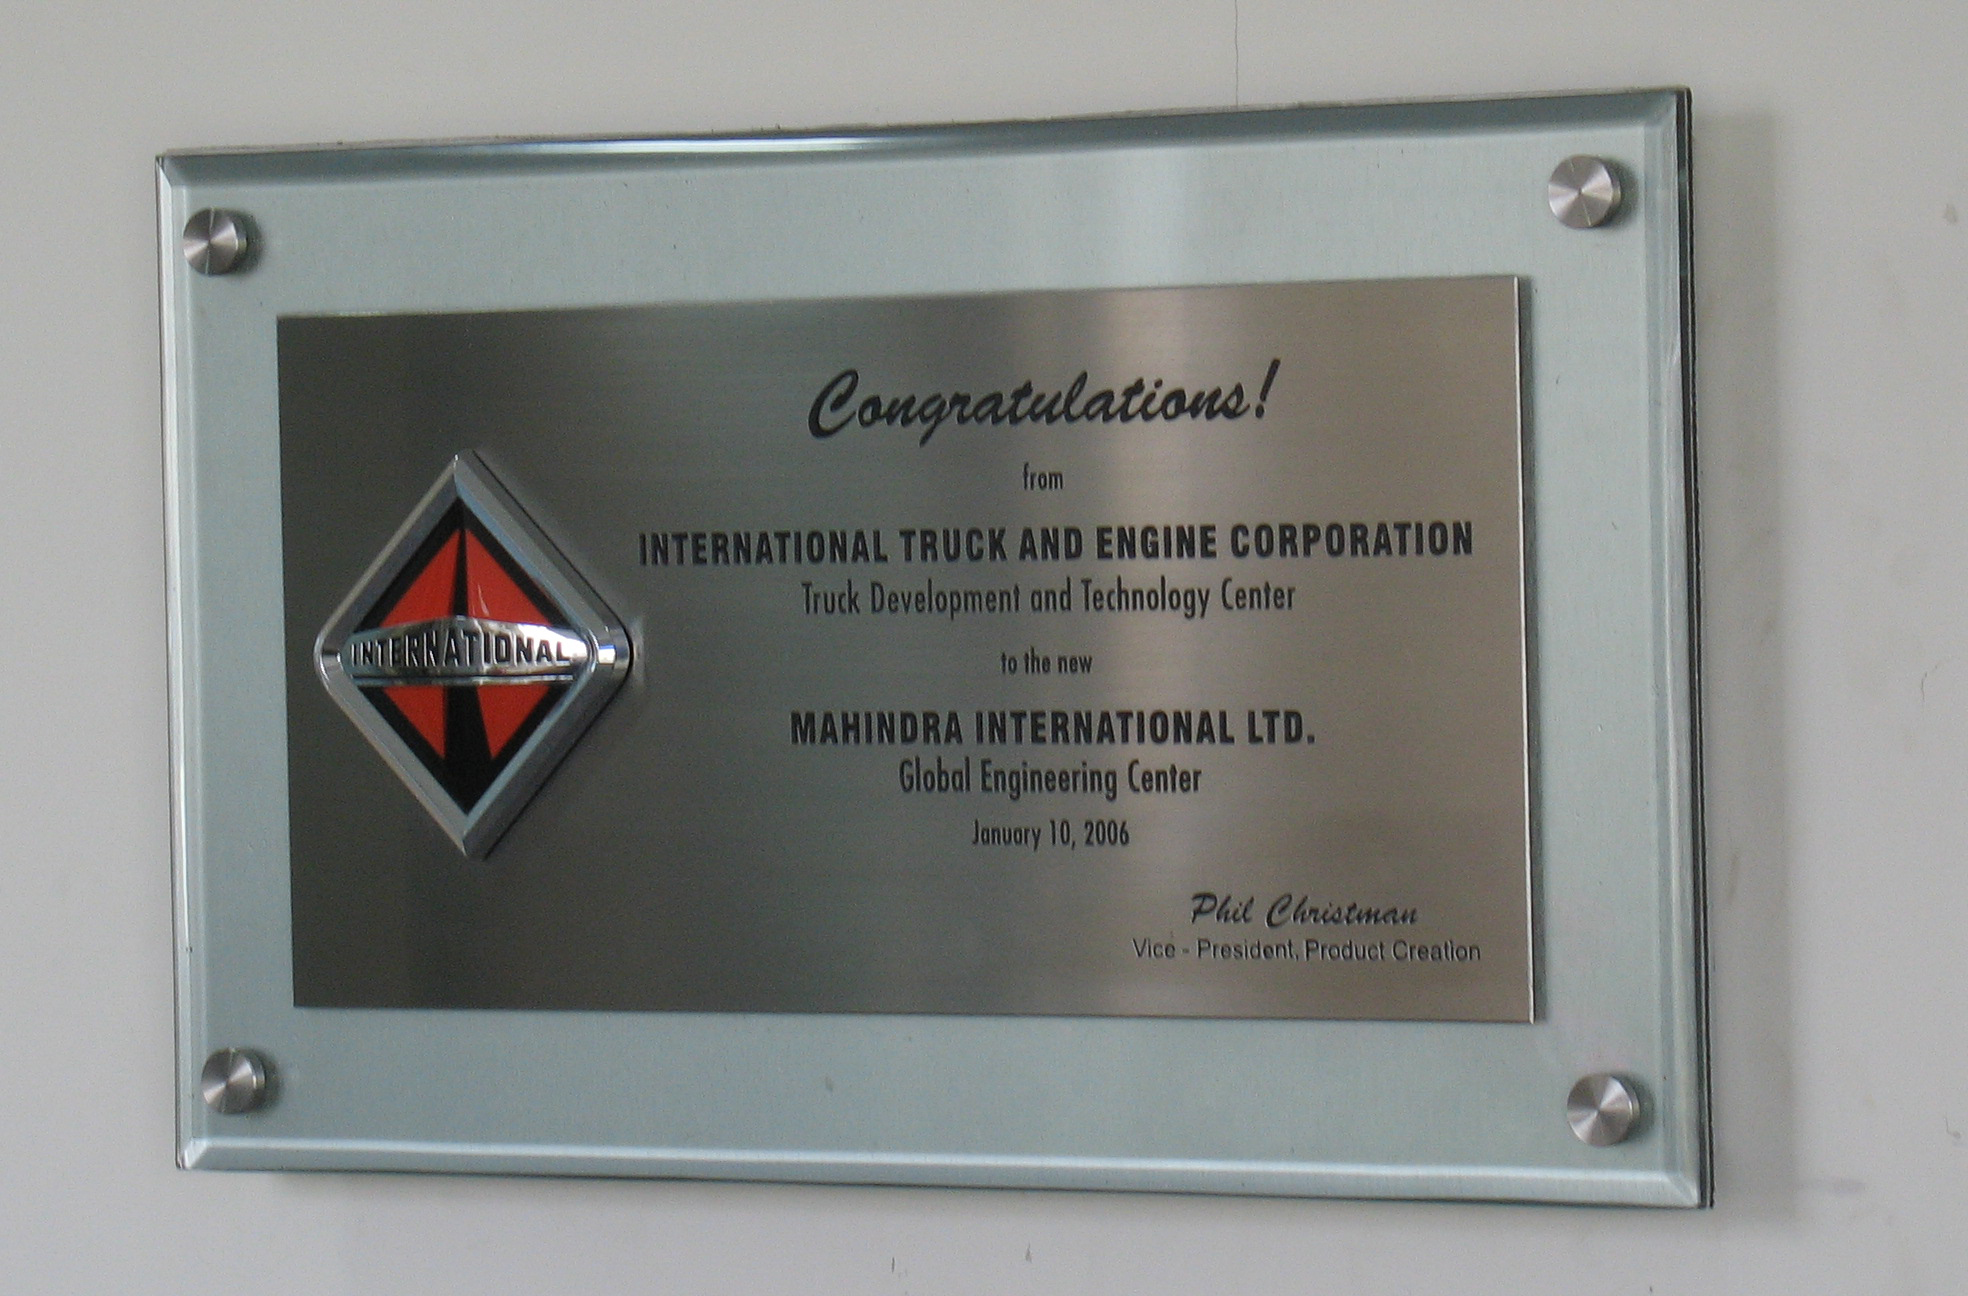 Congratulations!
from
INTERNATIONAL TRUCK AND ENGINE CORPORATION
Truck Development and Technology Center
to the new
MAHINDRA INTERNATIONAL LTD.
Global Engineering Center
January 10, 2006
Phil Christman
Vice - President, Product Creation
INTERNATIONAL